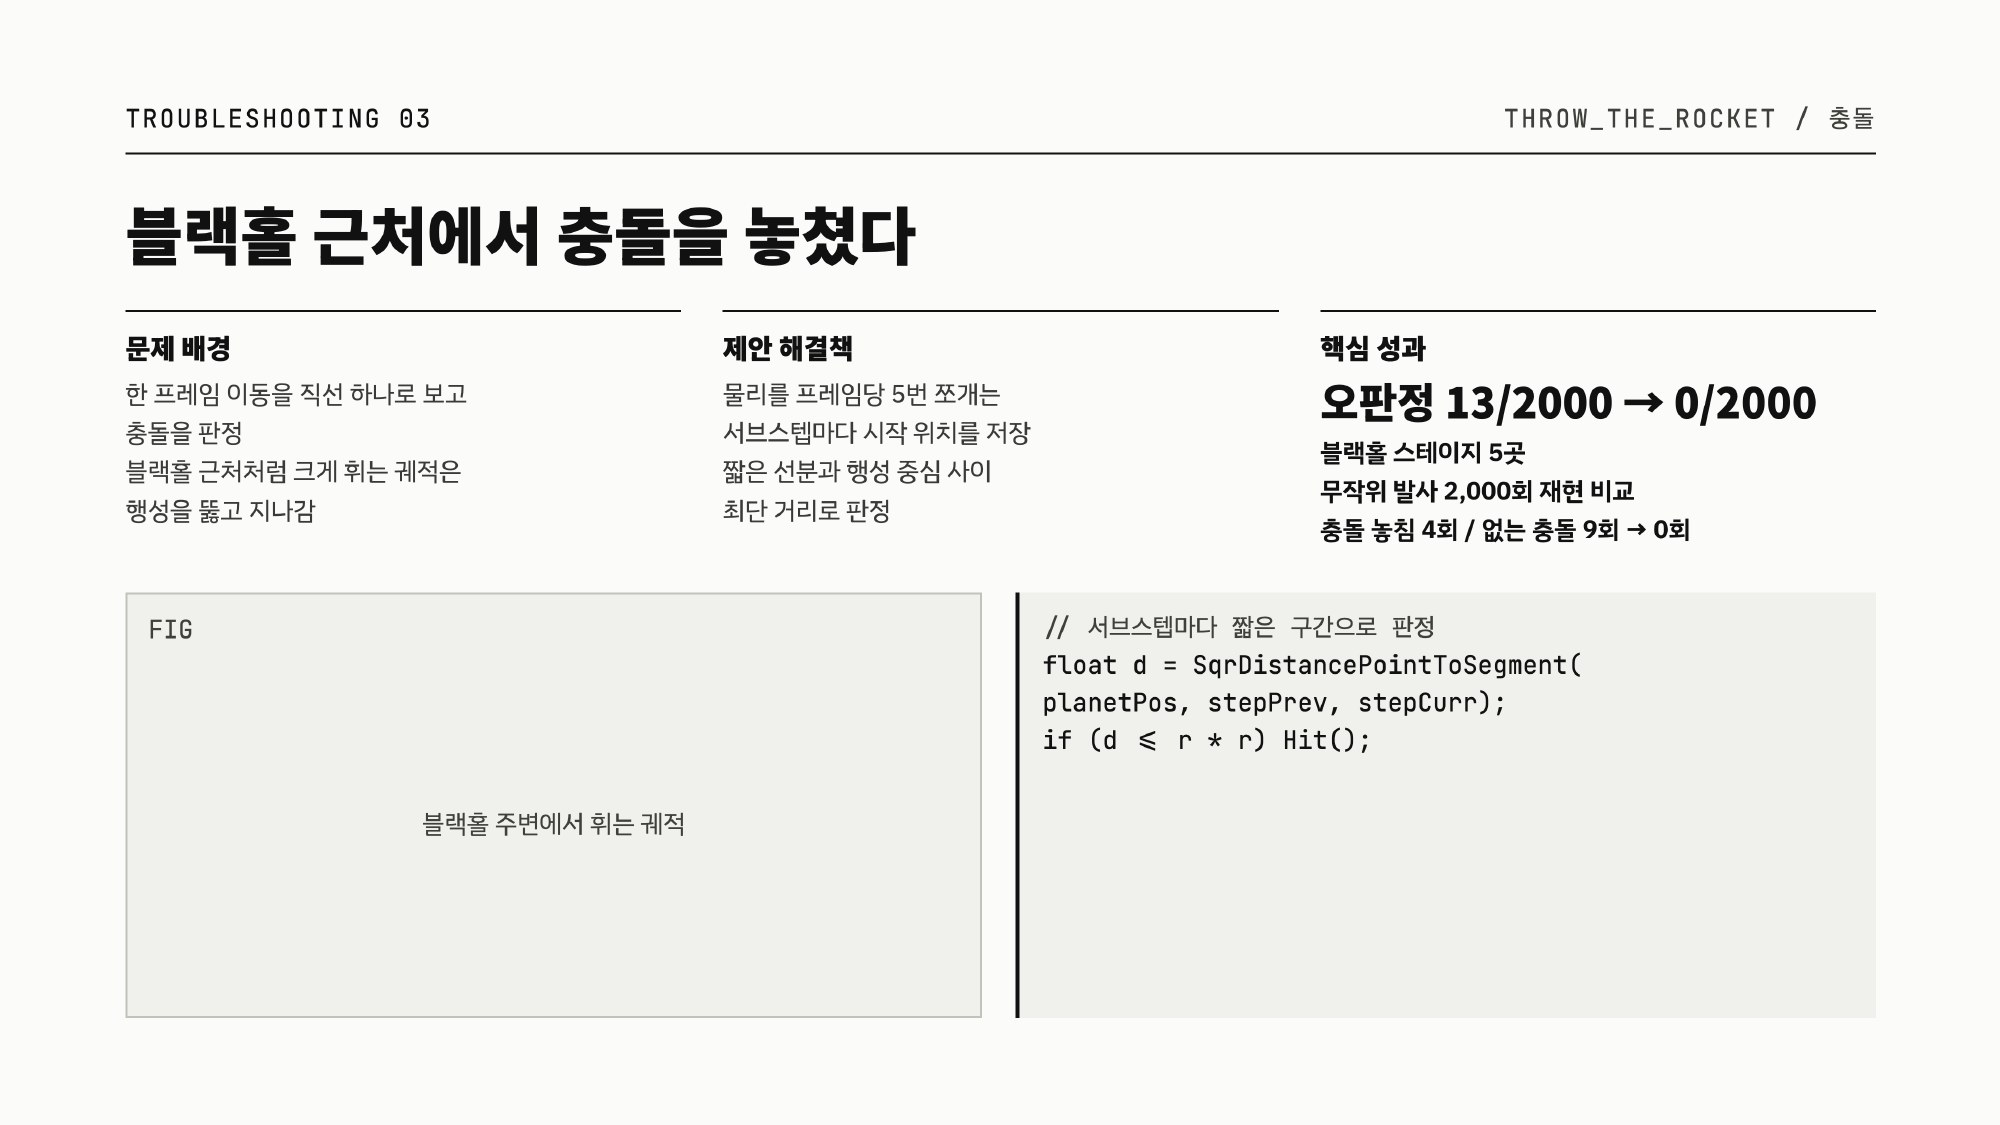 TROUBLESHOOTING 03
THROW_THE_ROCKET / 충돌
블랙홀 근처에서 충돌을 놓쳤다
문제 배경
한 프레임 이동을 직선 하나로 보고
충돌을 판정
블랙홀 근처처럼 크게 휘는 궤적은
행성을 뚫고 지나감
제안 해결책
물리를 프레임당 5번 쪼개는
서브스텝마다 시작 위치를 저장
짧은 선분과 행성 중심 사이
최단 거리로 판정
핵심 성과
오판정 13/2000 → 0/2000
블랙홀 스테이지 5곳
무작위 발사 2,000회 재현 비교
충돌 놓침 4회 / 없는 충돌 9회 → 0회
FIG
블랙홀 주변에서 휘는 궤적
// 서브스텝마다 짧은 구간으로 판정
float d = SqrDistancePointToSegment(
planetPos, stepPrev, stepCurr);
if (d <= r * r) Hit();